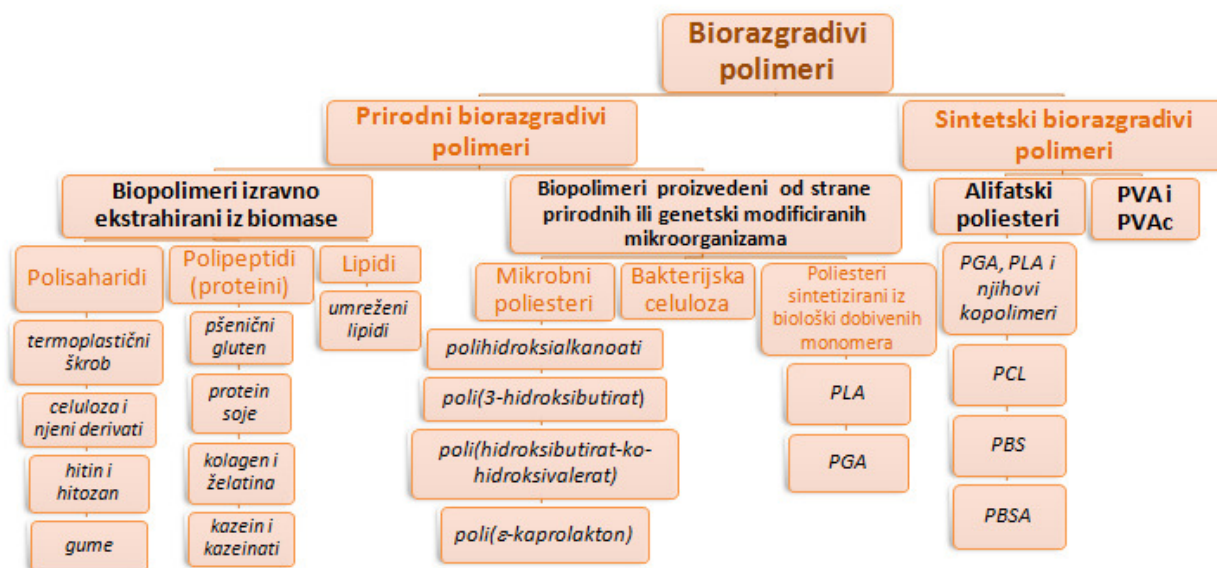 Biorazgradivi
polimeri
Prirodni biorazgradivi
polimeri
Sintetski biorazgradivi
polimeri
Biopolimeri izravno
ekstrahirani iz biomase
Biopolimeri proizvedeni od strane
prirodnih ili genetski modificiranih
mikroorganizama
Alifatski
poliesteri
PVA i
PVAc
Polisaharidi
termoplastični
škrob
celuloza i
njeni derivati
hitin i
hitozan
gume
Polipeptidi
(proteini)
pšenični
gluten
protein
soje
kolagen i
želatina
kazein i
kazeinati
Lipidi
umreženi
lipidi
Mikrobni
poliesteri
polihidroksialkanoati
poli(3-hidroksibutirat)
poli(hidroksibutirat-ko-
hidroksivalerat)
poli(ε-kaprolakton)
Bakterijska
celuloza
Poliesteri
sintetizirani iz
biološki dobivenih
monomera
PLA
PGA
PGA, PLA i
njihovi
kopolimeri
PCL
PBS
PBSA